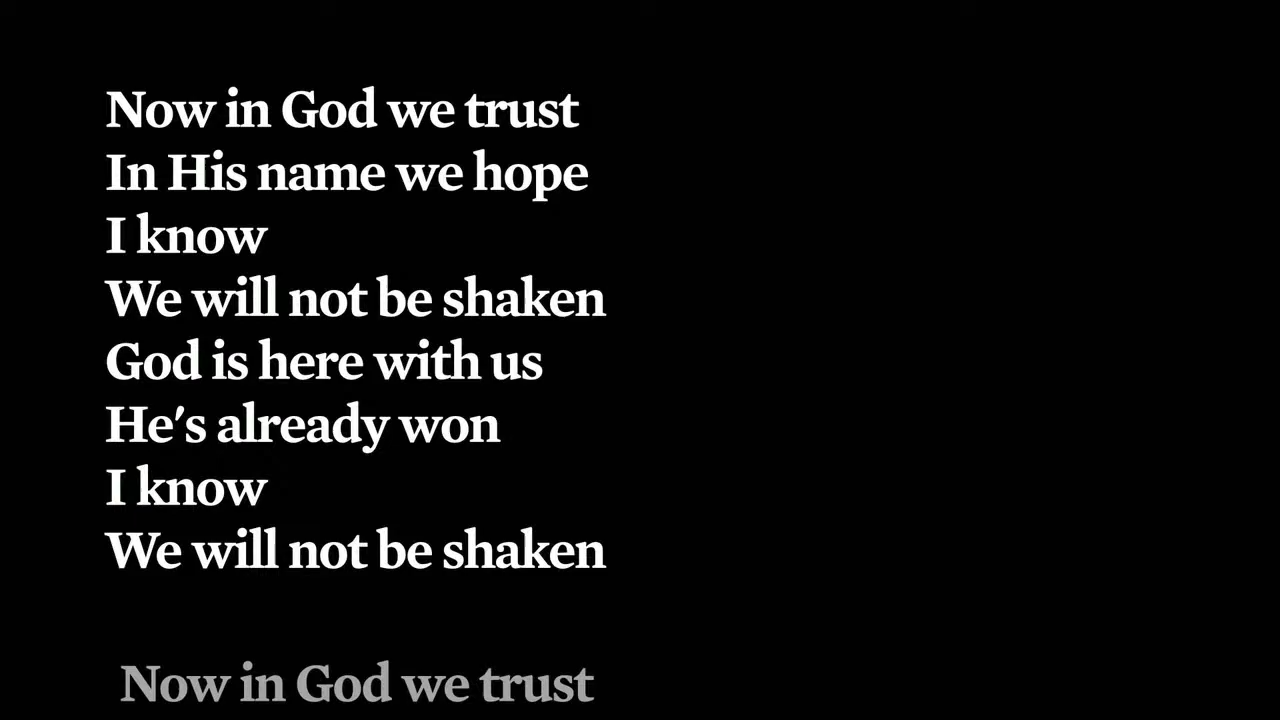 Now in God we trust
In His name we hope
I know
We will not be shaken
God is here with us
He's already won
I know
We will not be shaken
Now in God we trust